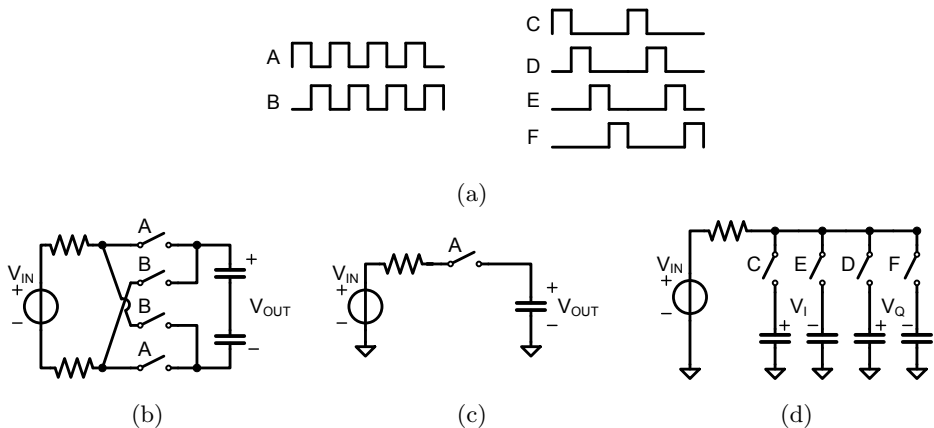 A
B
C
D
E
F
(a)
V_IN
+
−
A
B
B
A
+
V_OUT
−
(b)
V_IN
+
−
A
+
V_OUT
−
(c)
V_IN
+
−
C E D F
+ V_I − + V_Q −
(d)